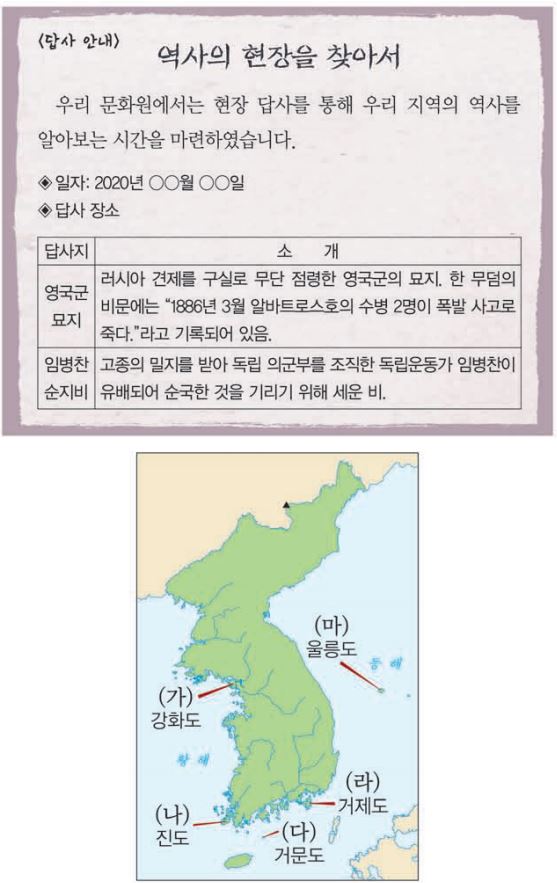 <답사 안내>
역사의 현장을 찾아서
우리 문화원에서는 현장 답사를 통해 우리 지역의 역사를
알아보는 시간을 마련하였습니다.
◈ 일자: 2020년 ○○월 ○○일
◈ 답사 장소
답사지 소 개
영국군 묘지
러시아 견제를 구실로 무단 점령한 영국군의 묘지. 한 무덤의
비문에는 “1886년 3월 알바트로스호의 수병 2명이 폭발 사고로
죽다.”라고 기록되어 있음.
임병찬 순지비
고종의 밀지를 받아 독립 의군부를 조직한 독립운동가 임병찬이
유배되어 순국한 것을 기리기 위해 세운 비.
(마)
울릉도
동해
(가)
강화도
황해
(라)
거제도
(나)
진도
(다)
거문도